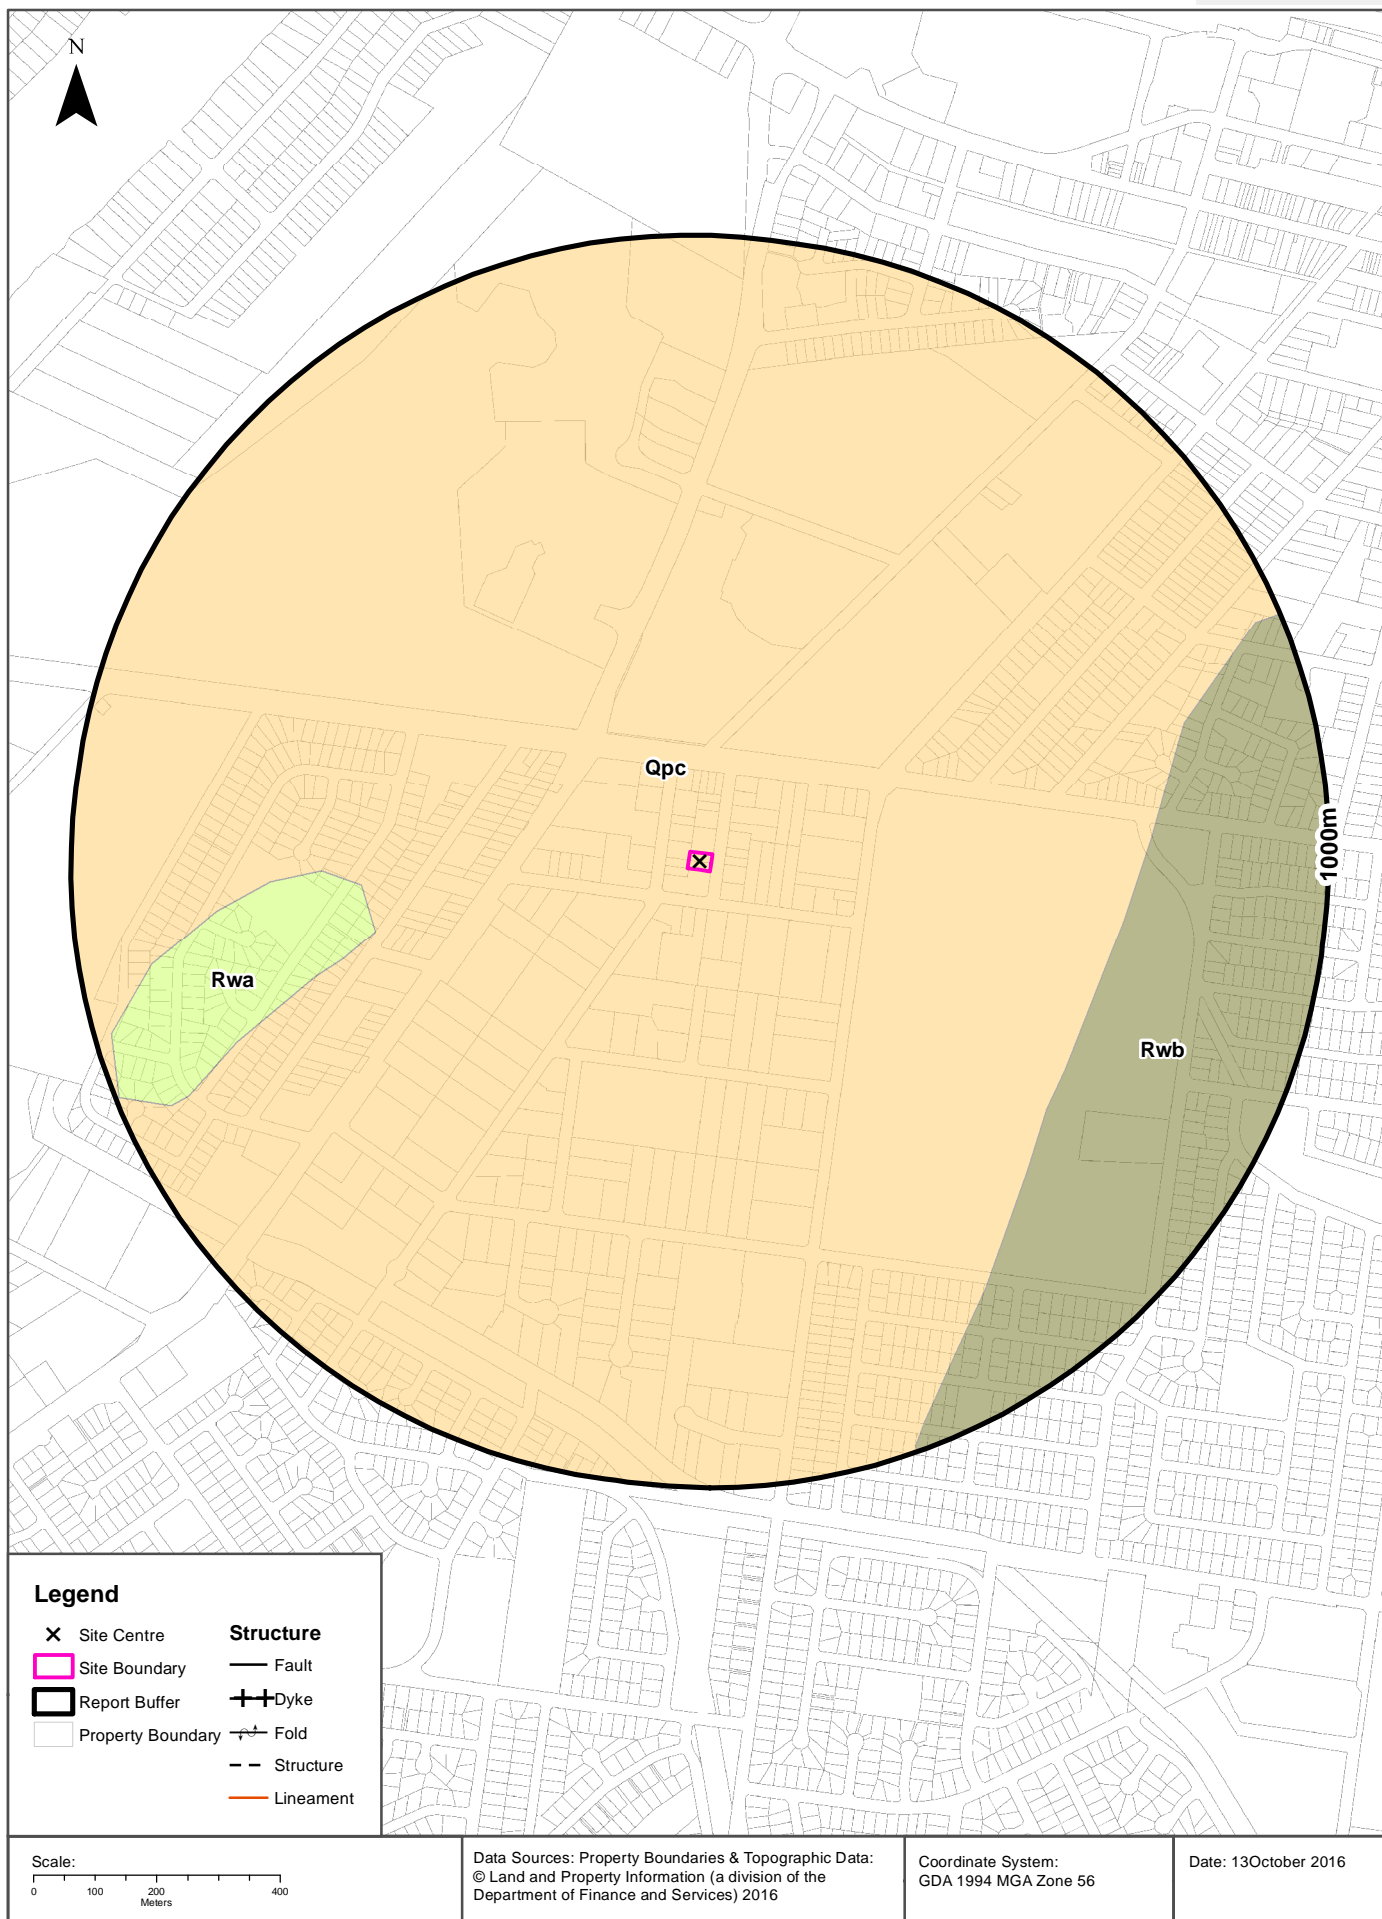 N
Qpc
1000m
Rwa
Rwb
Legend
Site Centre
Site Boundary
Report Buffer
Property Boundary
Structure
Fault
Dyke
Fold
Structure
Lineament
Scale:
0 100 200 400
Meters
Data Sources: Property Boundaries & Topographic Data:
© Land and Property Information (a division of the
Department of Finance and Services) 2016
Coordinate System:
GDA 1994 MGA Zone 56
Date: 13October 2016